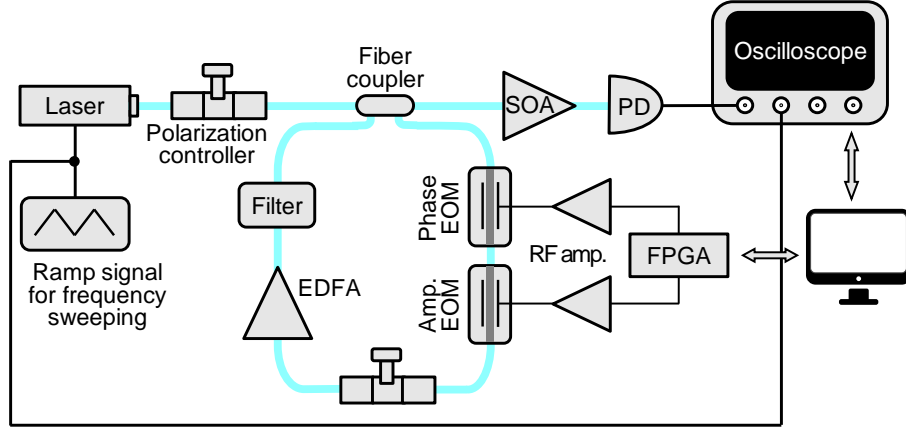 Oscilloscope
Fiber
coupler
Laser
SOA
PD
Polarization
controller
Filter
Phase
EOM
RF amp.
FPGA
Ramp signal
for frequency
sweeping
EDFA
Amp.
EOM